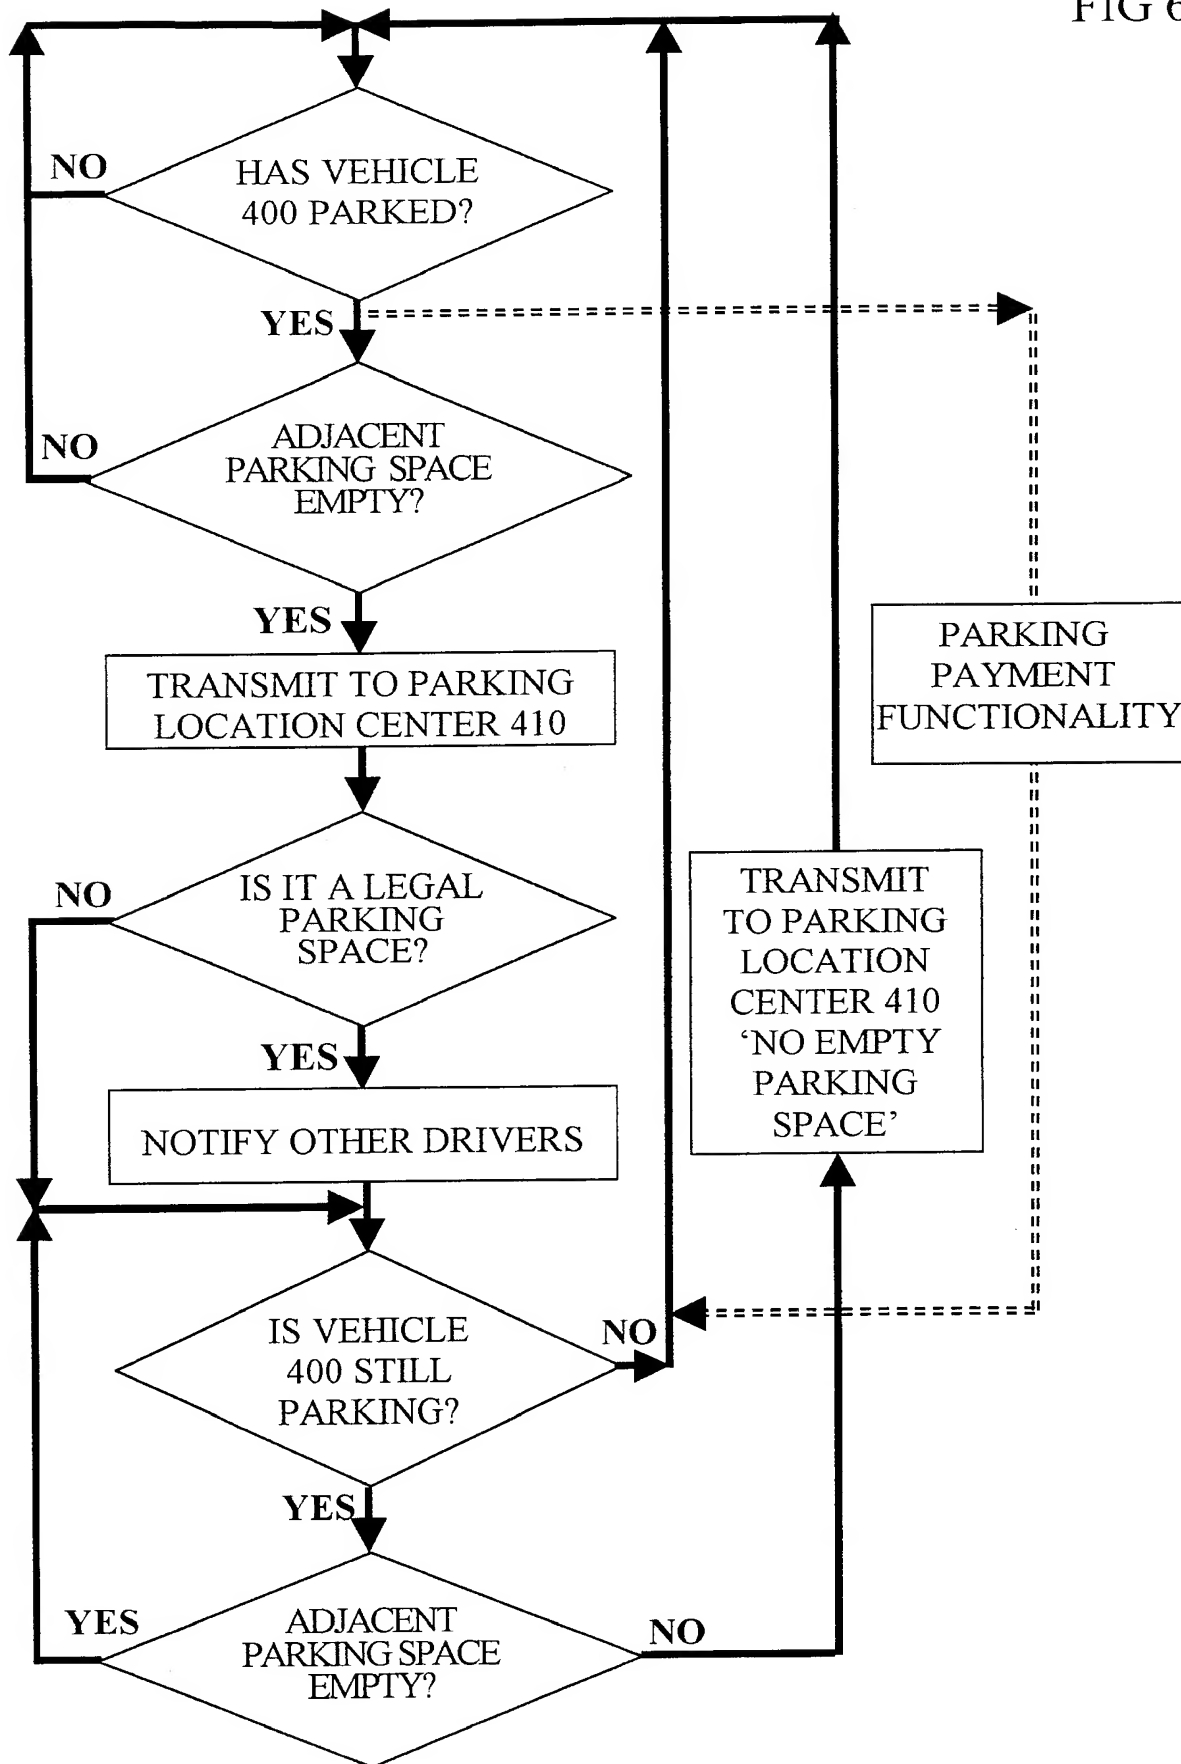 FIG 6
NO
HAS VEHICLE
400 PARKED?
YES
NO
ADJACENT
PARKING SPACE
EMPTY?
YES
TRANSMIT TO PARKING
LOCATION CENTER 410
PARKING
PAYMENT
FUNCTIONALITY
NO
IS IT A LEGAL
PARKING
SPACE?
TRANSMIT
TO PARKING
LOCATION
CENTER 410
‘NO EMPTY
PARKING
SPACE’
YES
NOTIFY OTHER DRIVERS
IS VEHICLE
400 STILL
PARKING?
NO
YES
YES
ADJACENT
PARKING SPACE
EMPTY?
NO